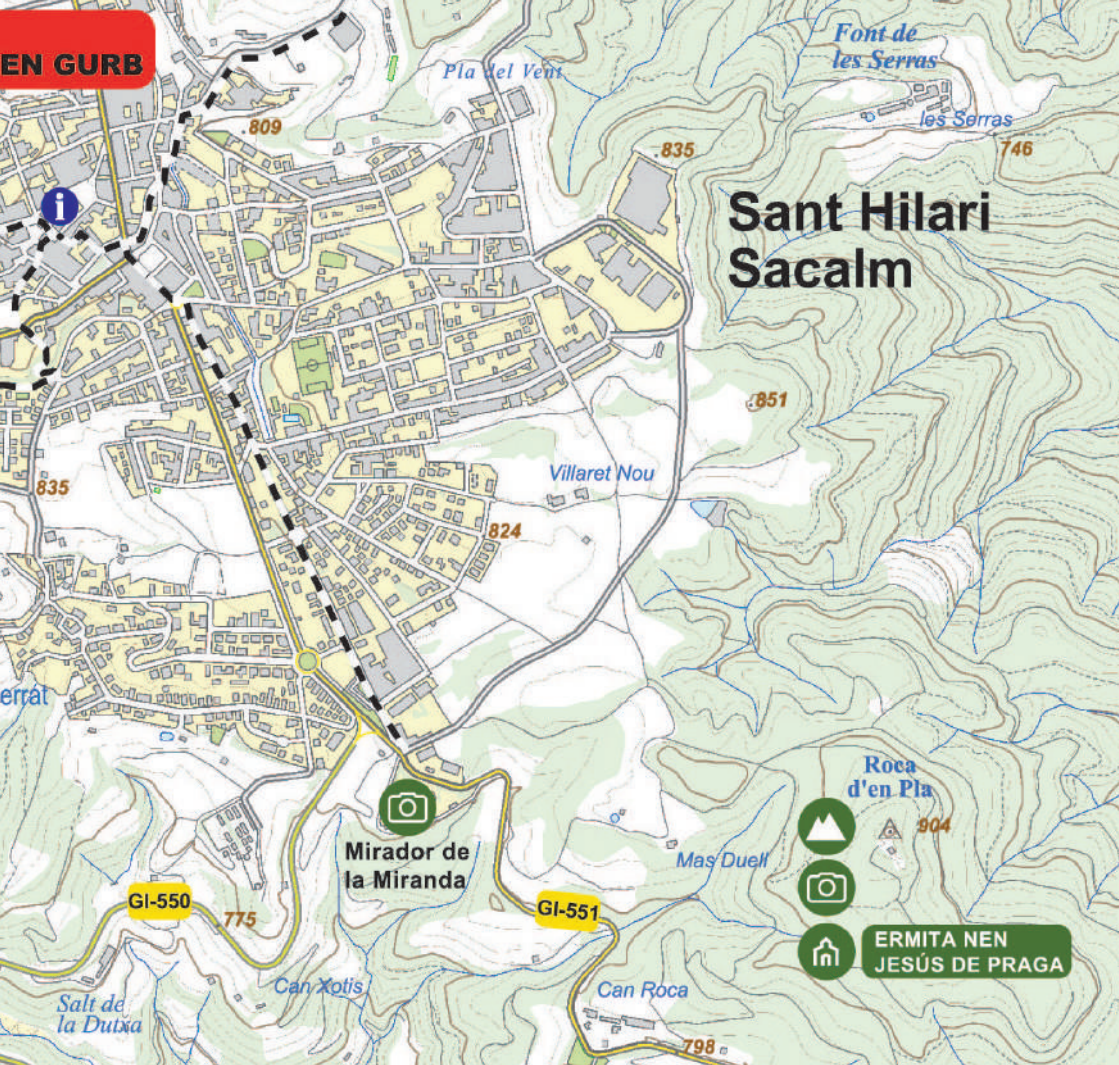 EN GURB
Font de
les Serras
Pla del Vent
les Serras
809
835
746
Sant Hilari
Sacalm
i
851
Villaret Nou
835
824
errat
Roca
d'en Pla
904
Mirador de
la Miranda
Mas Duell
GI-550
775
GI-551
ERMITA NEN
JESÚS DE PRAGA
Can Xotis
Can Roca
Salt de
la Dutxa
798